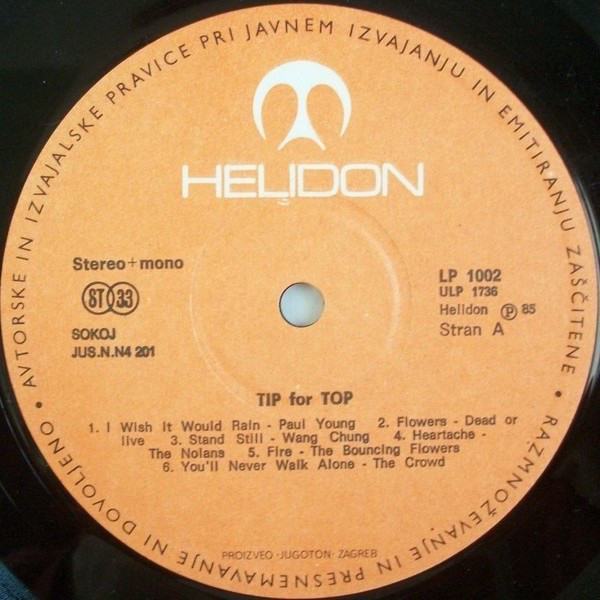 AVTORSKE IN IZVAJALSKE PRAVICE PRI JAVNEM IZVAJANJU IN EMITIRANJU ZAŠČITENE • RAZMNOŽEVANJE IN PRESNEMAVANJE NI DOVOLJENO •
HELIDON
Stereo+mono
ST 33
SOKOJ
JUS.N.N4 201
LP 1002
ULP 1736
Helidon Ⓟ 85
Stran A
TIP for TOP
1. I Wish It Would Rain - Paul Young 2. Flowers - Dead or
live 3. Stand Still - Wang Chung 4. Heartache -
The Nolans 5. Fire - The Bouncing Flowers
6. You'll Never Walk Alone - The Crowd
PROIZVEO · JUGOTON · ZAGREB